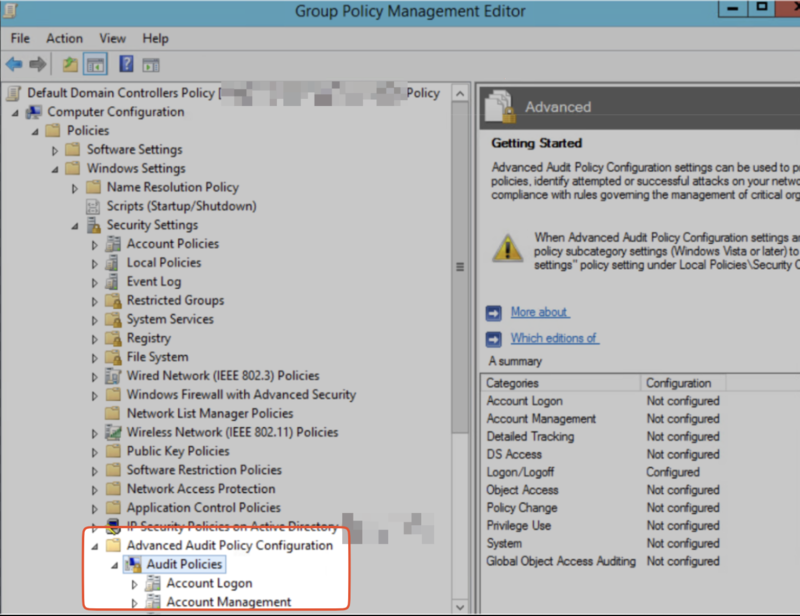 Group Policy Management Editor
File Action View Help
Default Domain Controllers Policy [ Policy
Computer Configuration
Policies
Software Settings
Windows Settings
Name Resolution Policy
Scripts (Startup/Shutdown)
Security Settings
Account Policies
Local Policies
Event Log
Restricted Groups
System Services
Registry
File System
Wired Network (IEEE 802.3) Policies
Windows Firewall with Advanced Security
Network List Manager Policies
Wireless Network (IEEE 802.11) Policies
Public Key Policies
Software Restriction Policies
Network Access Protection
Application Control Policies
IP Security Policies on Active Directory
Advanced Audit Policy Configuration
Audit Policies
Account Logon
Account Management
Advanced
Getting Started
Advanced Audit Policy Configuration settings can be used to
policies, identify attempted or successful attacks on your
compliance with rules governing the management of critical
When Advanced Audit Policy Configuration settings
policy subcategory settings (Windows Vista or later) to
settings" policy setting under Local Policies\Security
More about
Which editions of
A summary
Categories Configuration
Account Logon Not configured
Account Management Not configured
Detailed Tracking Not configured
DS Access Not configured
Logon/Logoff Configured
Object Access Not configured
Policy Change Not configured
Privilege Use Not configured
System Not configured
Global Object Access Auditing Not configured